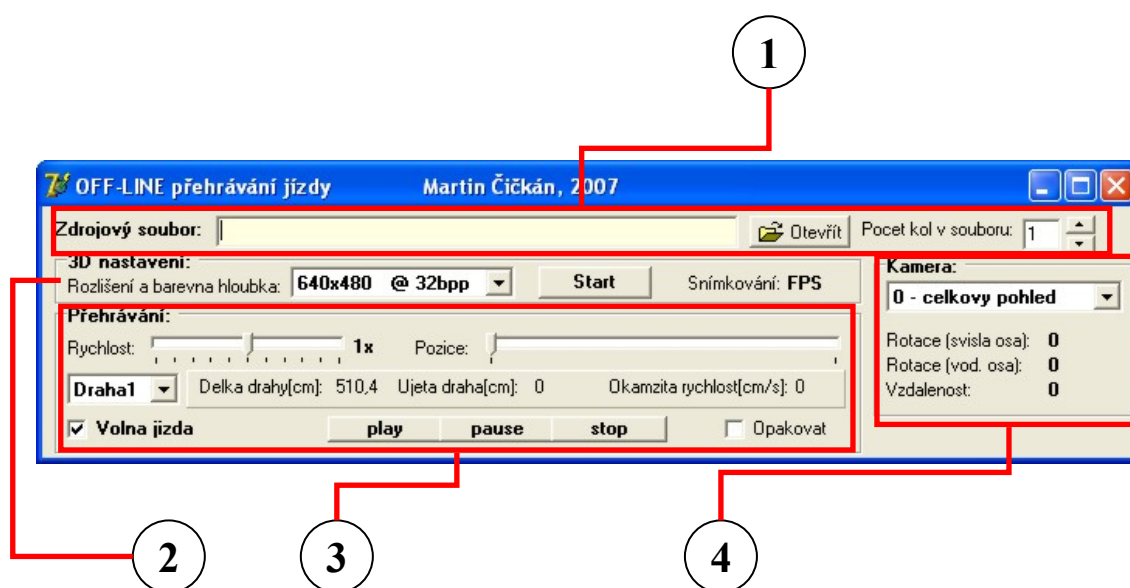 1
OFF-LINE přehrávání jízdy Martin Čičkán, 2007
Zdrojový soubor: Otevřít Pocet kol v souboru: 1
3D nastavení:
Rozlišení a barevna hloubka: 640x480 @ 32bpp Start Snímkování: FPS
Kamera:
0 - celkovy pohled
Přehrávání:
Rychlost: 1x Pozice:
Rotace (svisla osa): 0
Rotace (vod. osa): 0
Vzdalenost: 0
Draha1 Delka drahy[cm]: 510,4 Ujeta draha[cm]: 0 Okamzita rychlost[cm/s]: 0
Volna jizda play pause stop Opakovat
2 3 4